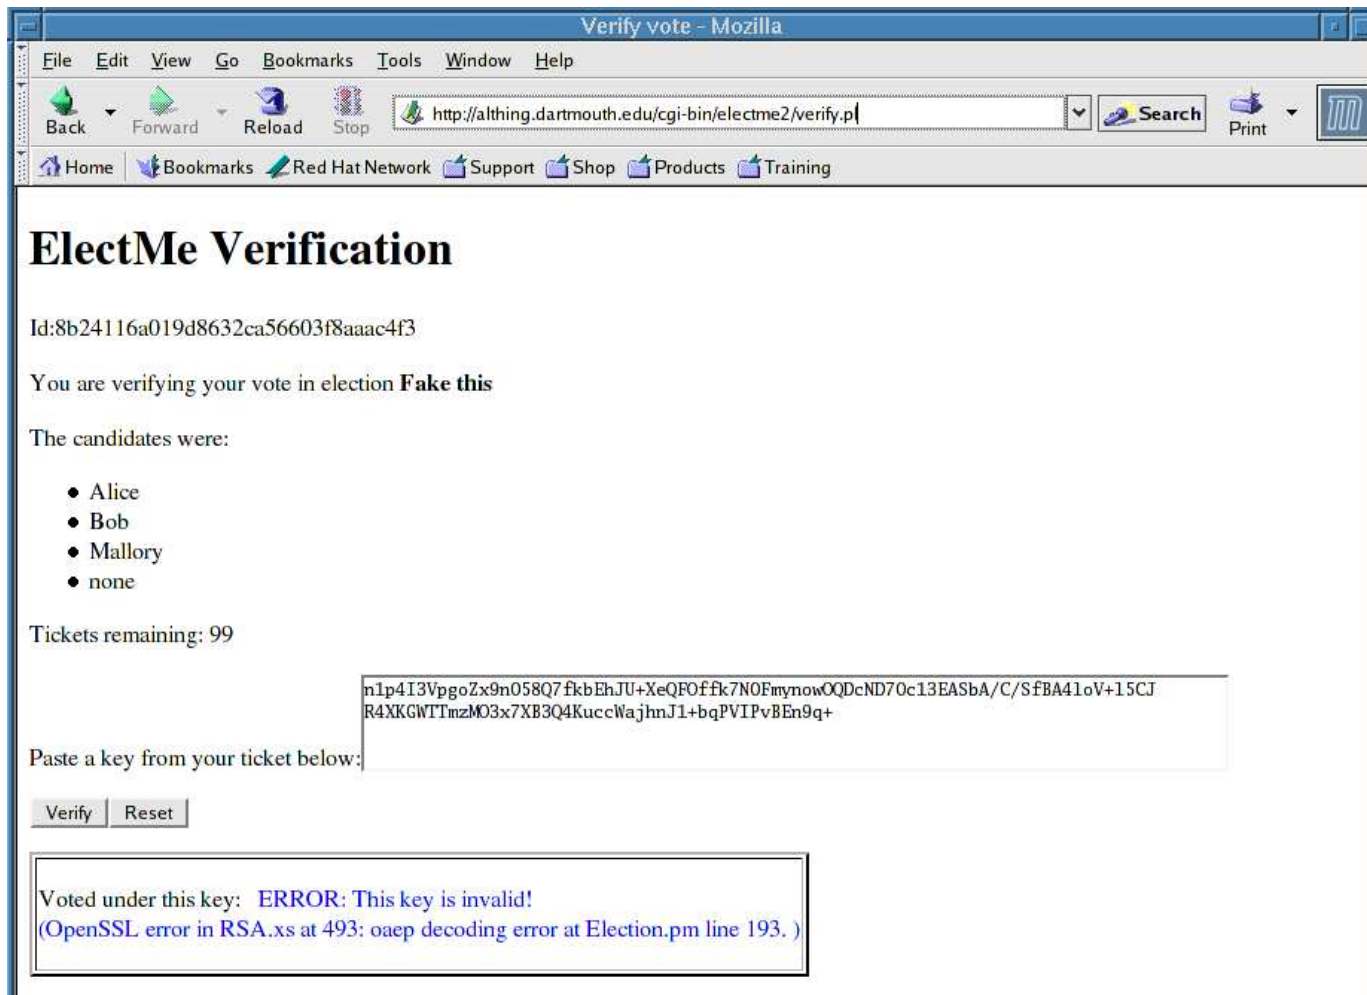 Verify vote - Mozilla
File Edit View Go Bookmarks Tools Window Help
Back Forward Reload Stop http://althing.dartmouth.edu/cgi-bin/electme2/verify.pl Search Print
Home Bookmarks Red Hat Network Support Shop Products Training
ElectMe Verification
Id:8b24116a019d8632ca56603f8aaac4f3
You are verifying your vote in election Fake this
The candidates were:
Alice
Bob
Mallory
none
Tickets remaining: 99
n1p4I3VpgoZx9nO58Q7fkbEhJU+XeQFOffk7NOFmynowOQDcND7Oc13EASbA/C/SfBA4loV+l5CJ
R4XKGWTTmzMO3x7XB3Q4KuccWajhnJ1+bqPVIPvBEn9q+
Paste a key from your ticket below:
Verify Reset
Voted under this key: ERROR: This key is invalid!
(OpenSSL error in RSA.xs at 493: oaep decoding error at Election.pm line 193. )